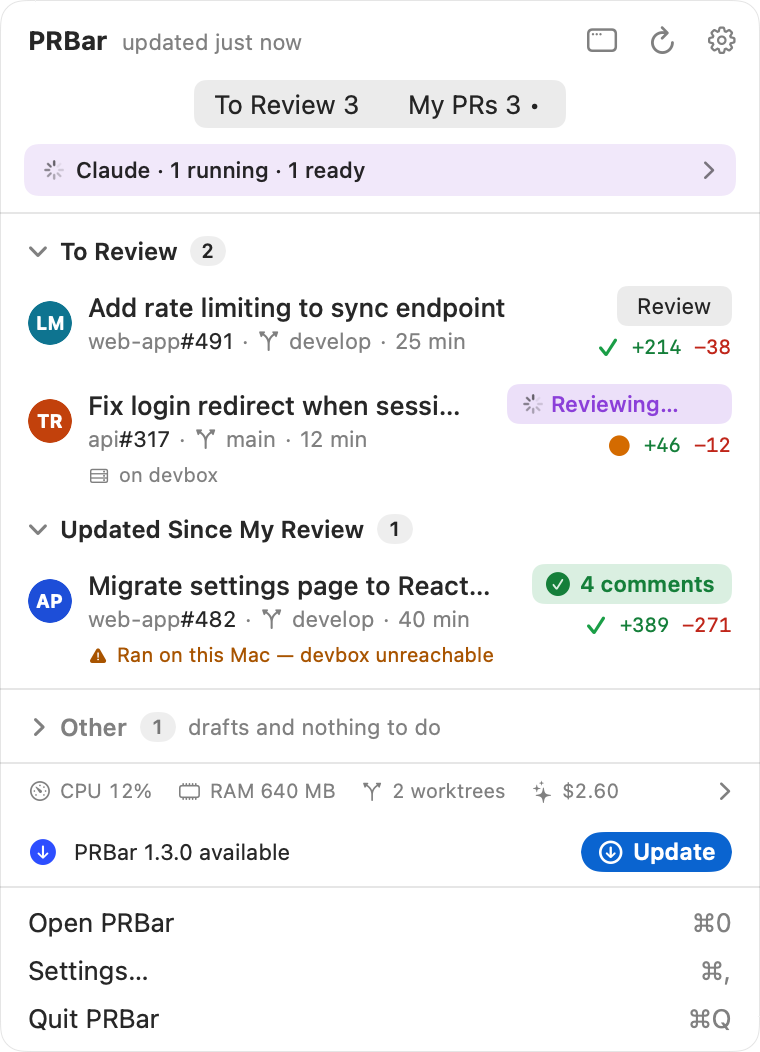 PRBar updated just now
To Review 3 My PRs 3 •
Claude · 1 running · 1 ready
To Review 2
LM
Add rate limiting to sync endpoint
Review
web-app#491 · develop · 25 min
+214 −38
TR
Fix login redirect when sessi...
Reviewing...
api#317 · main · 12 min
+46 −12
on devbox
Updated Since My Review 1
AP
Migrate settings page to React...
4 comments
web-app#482 · develop · 40 min
+389 −271
Ran on this Mac — devbox unreachable
Other 1 drafts and nothing to do
CPU 12% RAM 640 MB 2 worktrees $2.60
PRBar 1.3.0 available
Update
Open PRBar ⌘0
Settings... ⌘,
Quit PRBar ⌘Q